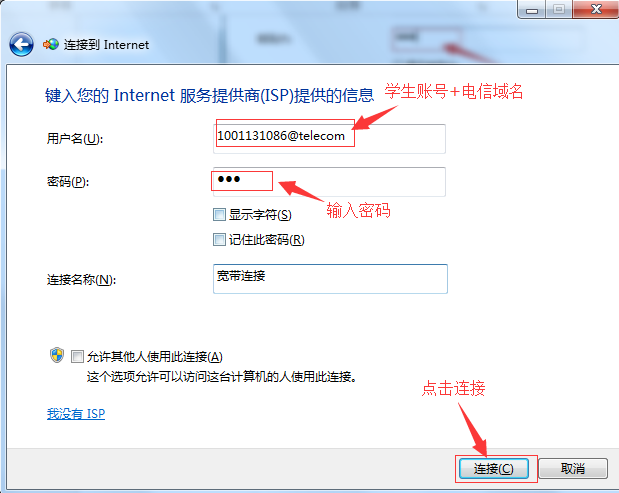 连接到 Internet
键入您的 Internet 服务提供商(ISP)提供的信息
学生账号+电信域名
用户名(U):
1001131086@telecom
密码(P):
●●●
输入密码
显示字符(S)
记住此密码(R)
连接名称(N):
宽带连接
允许其他人使用此连接(A)
这个选项允许可以访问这台计算机的人使用此连接。
点击连接
我没有 ISP
连接(C)
取消